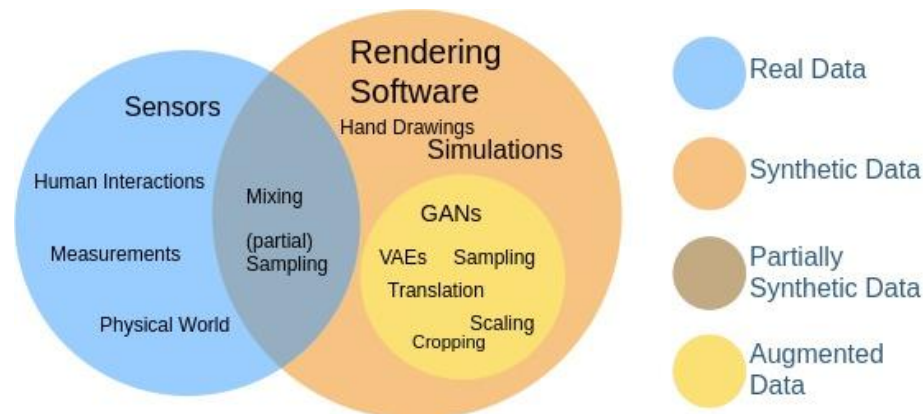 Rendering
Software
Hand Drawings
Simulations
Sensors
Human Interactions
Measurements
Physical World
Mixing
(partial)
Sampling
GANs
VAEs Sampling
Translation
Scaling
Cropping
Real Data
Synthetic Data
Partially
Synthetic Data
Augmented
Data